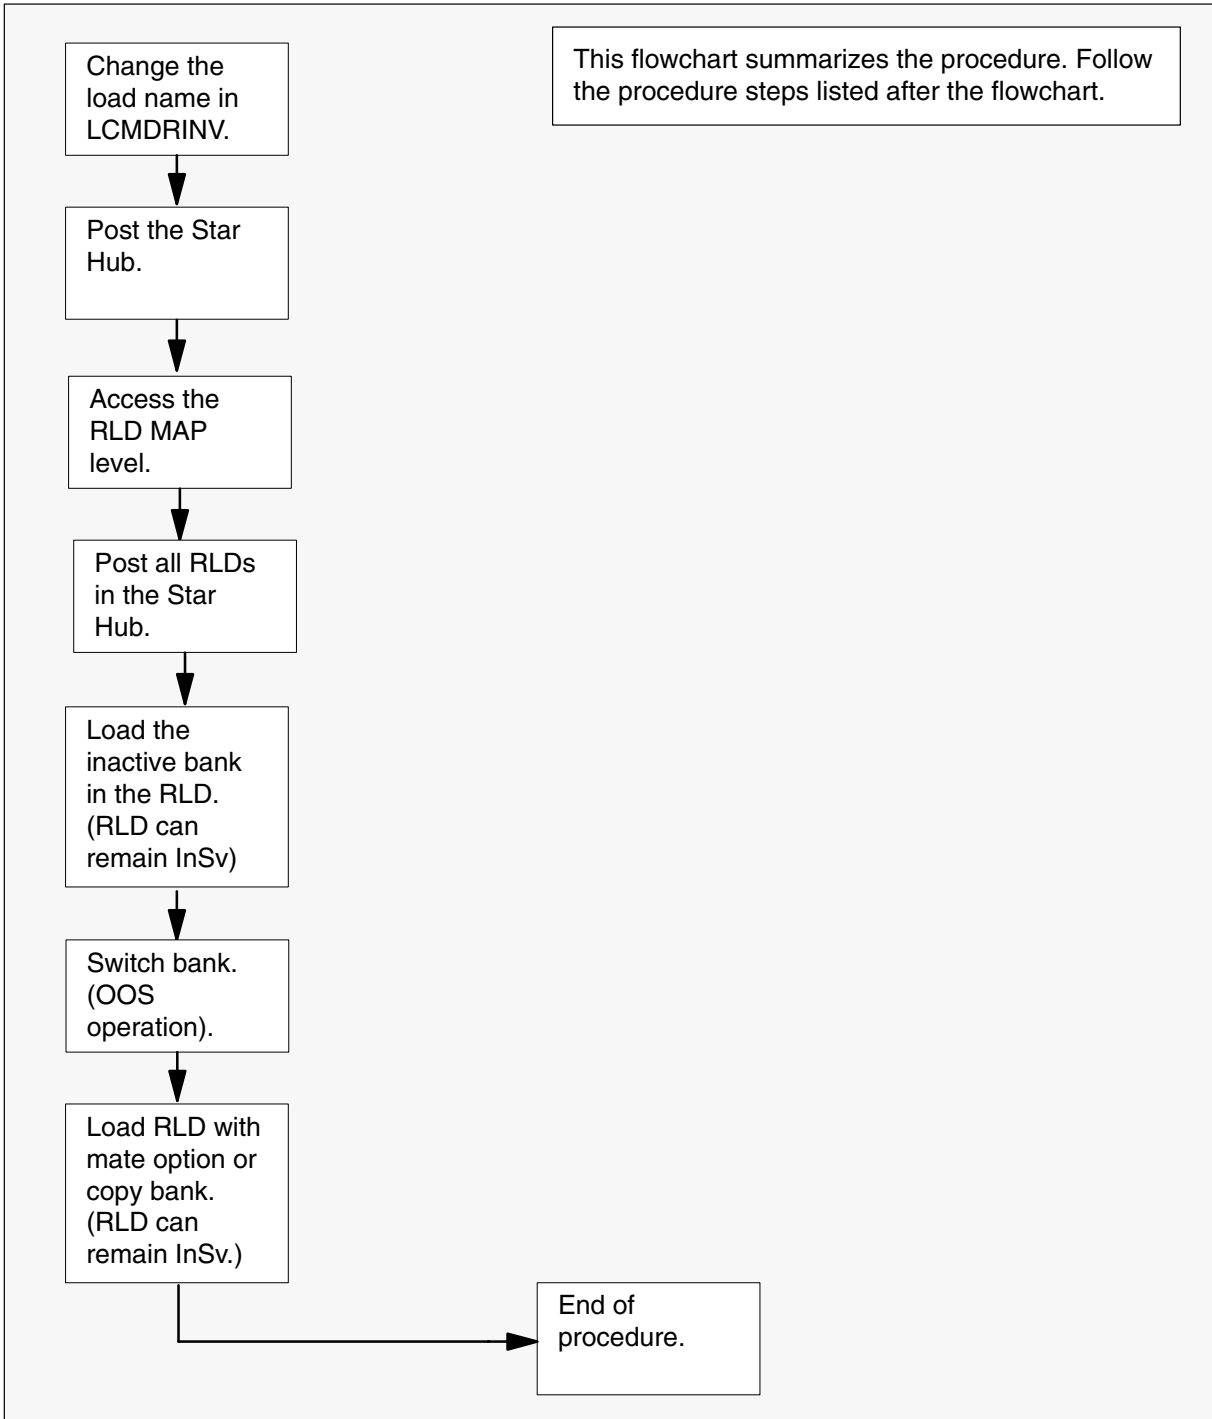 Change the
load name in
LCMDRINV.
This flowchart summarizes the procedure. Follow
the procedure steps listed after the flowchart.
Post the Star
Hub.
Access the
RLD MAP
level.
Post all RLDs
in the Star
Hub.
Load the
inactive bank
in the RLD.
(RLD can
remain InSv)
Switch bank.
(OOS
operation).
Load RLD with
mate option or
copy bank.
(RLD can
remain InSv.)
End of
procedure.